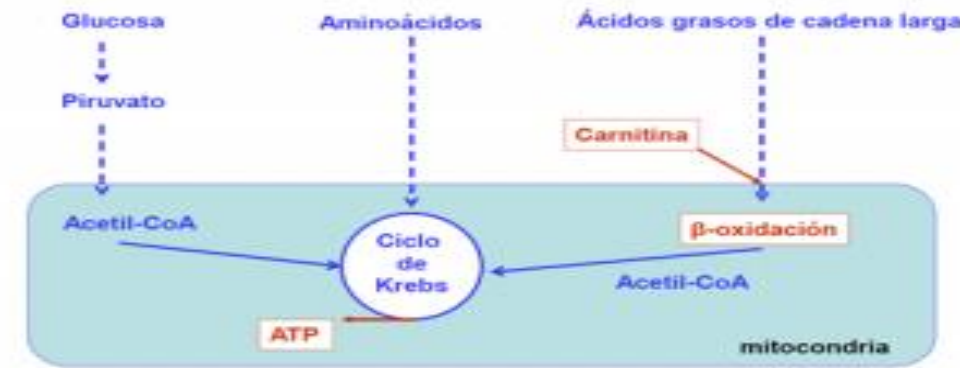 Glucosa
Aminoácidos
Ácidos grasos de cadena larga
Piruvato
Carnitina
Acetil-CoA
Ciclo
de
Krebs
β-oxidación
Acetil-CoA
ATP
mitocondria